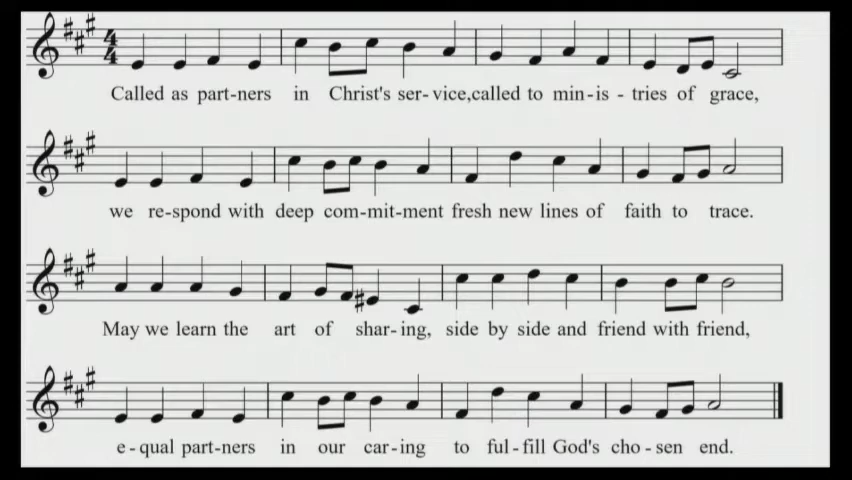 4
4
Called as part-ners in Christ's ser-vice,called to min-is - tries of grace,
we re-spond with deep com-mit-ment fresh new lines of faith to trace.
May we learn the art of shar-ing, side by side and friend with friend,
e-qual part-ners in our car-ing to ful-fill God's cho-sen end.